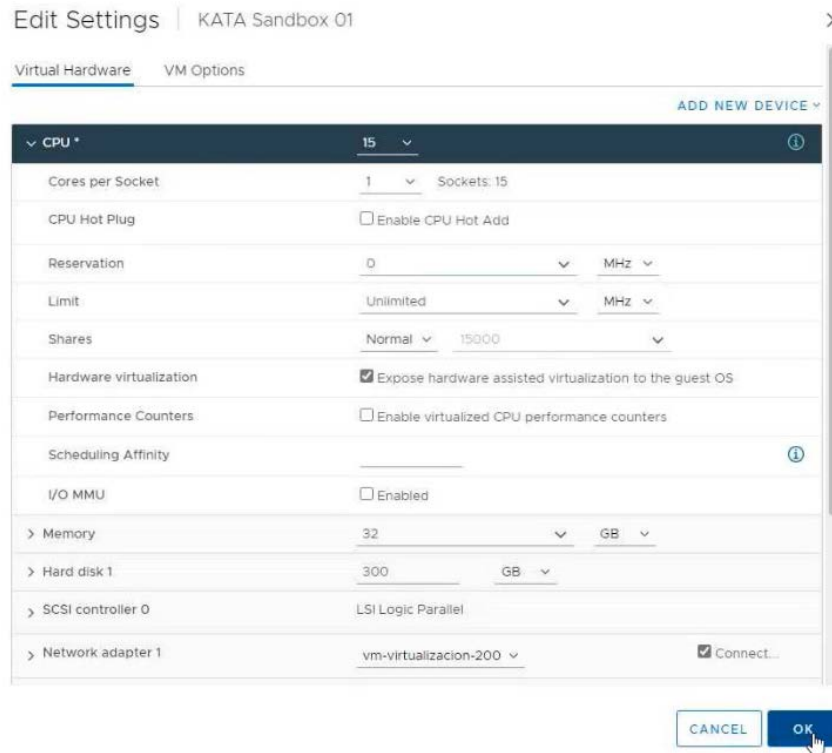 Edit Settings | KATA Sandbox 01
Virtual Hardware VM Options
ADD NEW DEVICE
CPU * 15
Cores per Socket 1 Sockets: 15
CPU Hot Plug Enable CPU Hot Add
Reservation 0 MHz
Limit Unlimited MHz
Shares Normal 15000
Hardware virtualization Expose hardware assisted virtualization to the guest OS
Performance Counters Enable virtualized CPU performance counters
Scheduling Affinity
I/O MMU Enabled
Memory 32 GB
Hard disk 1 300 GB
SCSI controller 0 LSI Logic Parallel
Network adapter 1 vm-virtualizacion-200 Connect...
CANCEL OK